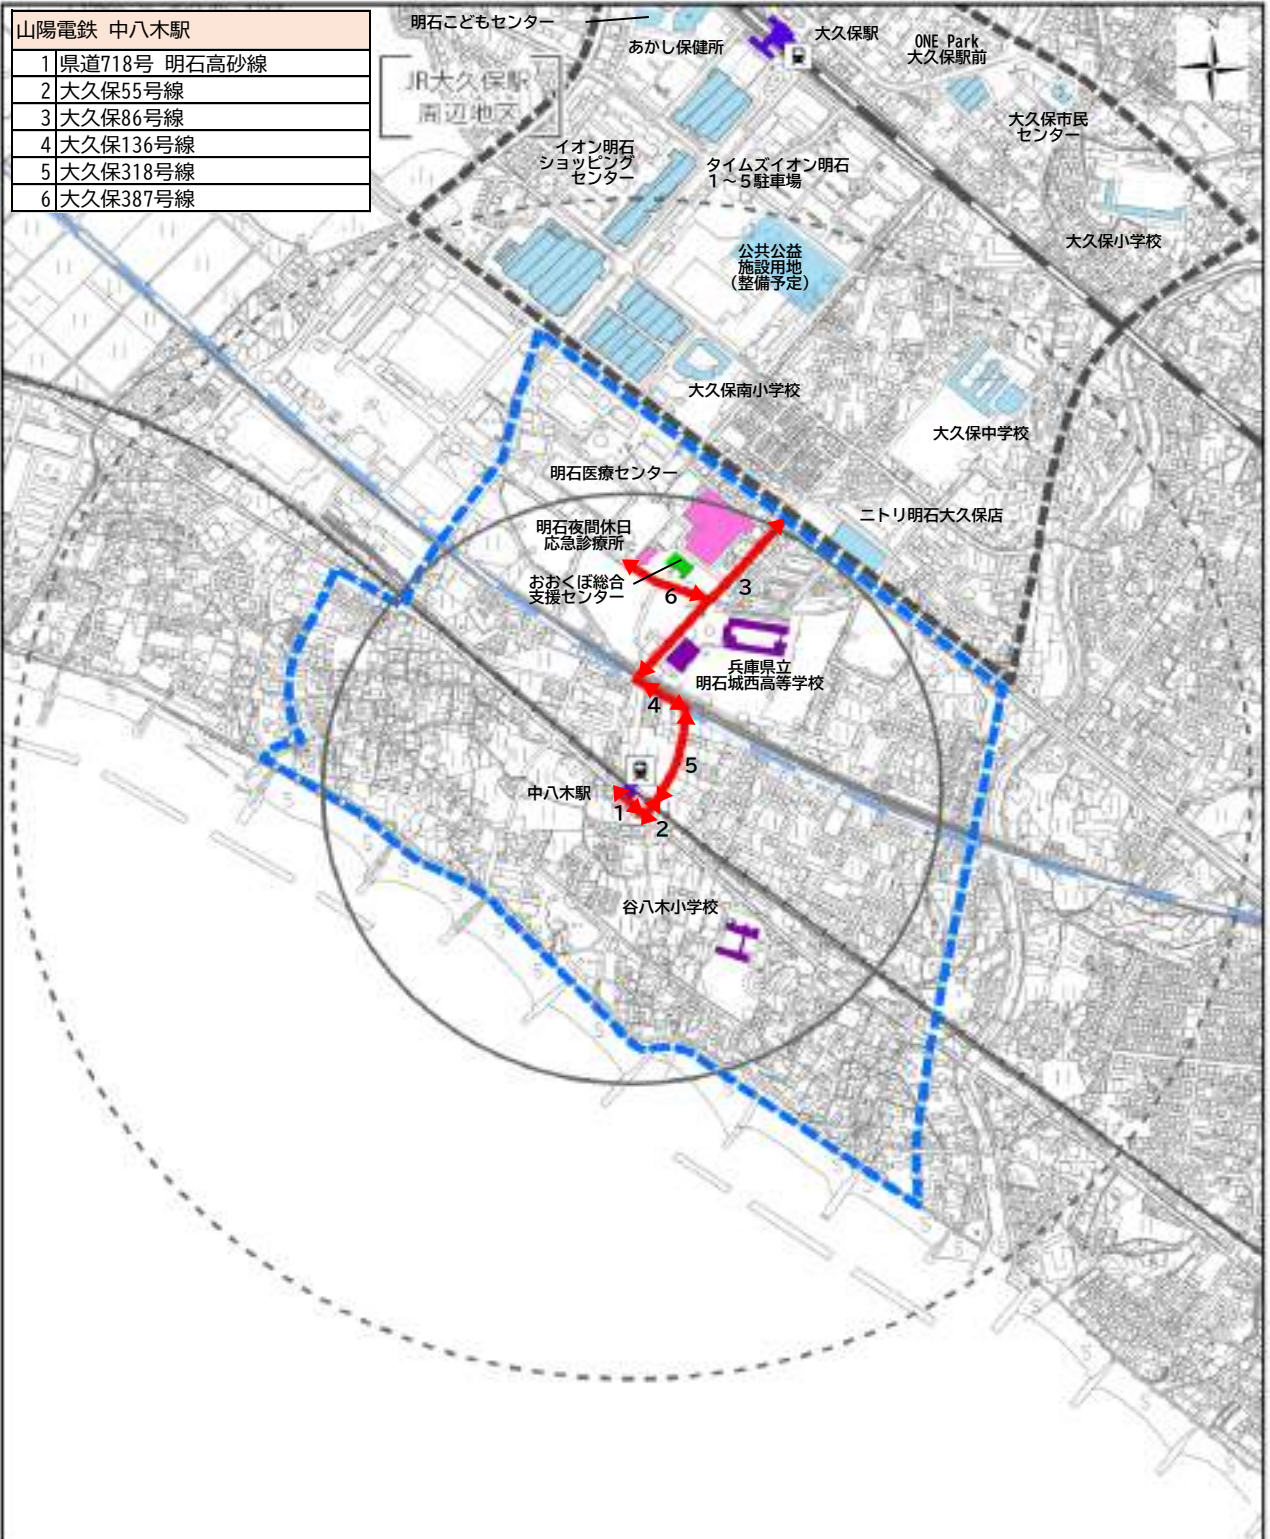 山陽電鉄 中八木駅
1 県道718号 明石高砂線
2 大久保55号線
3 大久保86号線
4 大久保136号線
5 大久保318号線
6 大久保387号線
明石こどもセンター
あかし保健所
大久保駅
ONE Park
大久保駅前
JR大久保駅
周辺地区
大久保市民
センター
イオン明石
ショッピング
センター
タイムズイオン明石
1~5駐車場
大久保小学校
公共公益
施設用地
(整備予定)
大久保南小学校
大久保中学校
明石医療センター
ニトリ明石大久保店
明石夜間休日
応急診療所
おおくぼ総合
支援センター
3
6
兵庫県立
明石城西高等学校
4
5
中八木駅
1
2
谷八木小学校